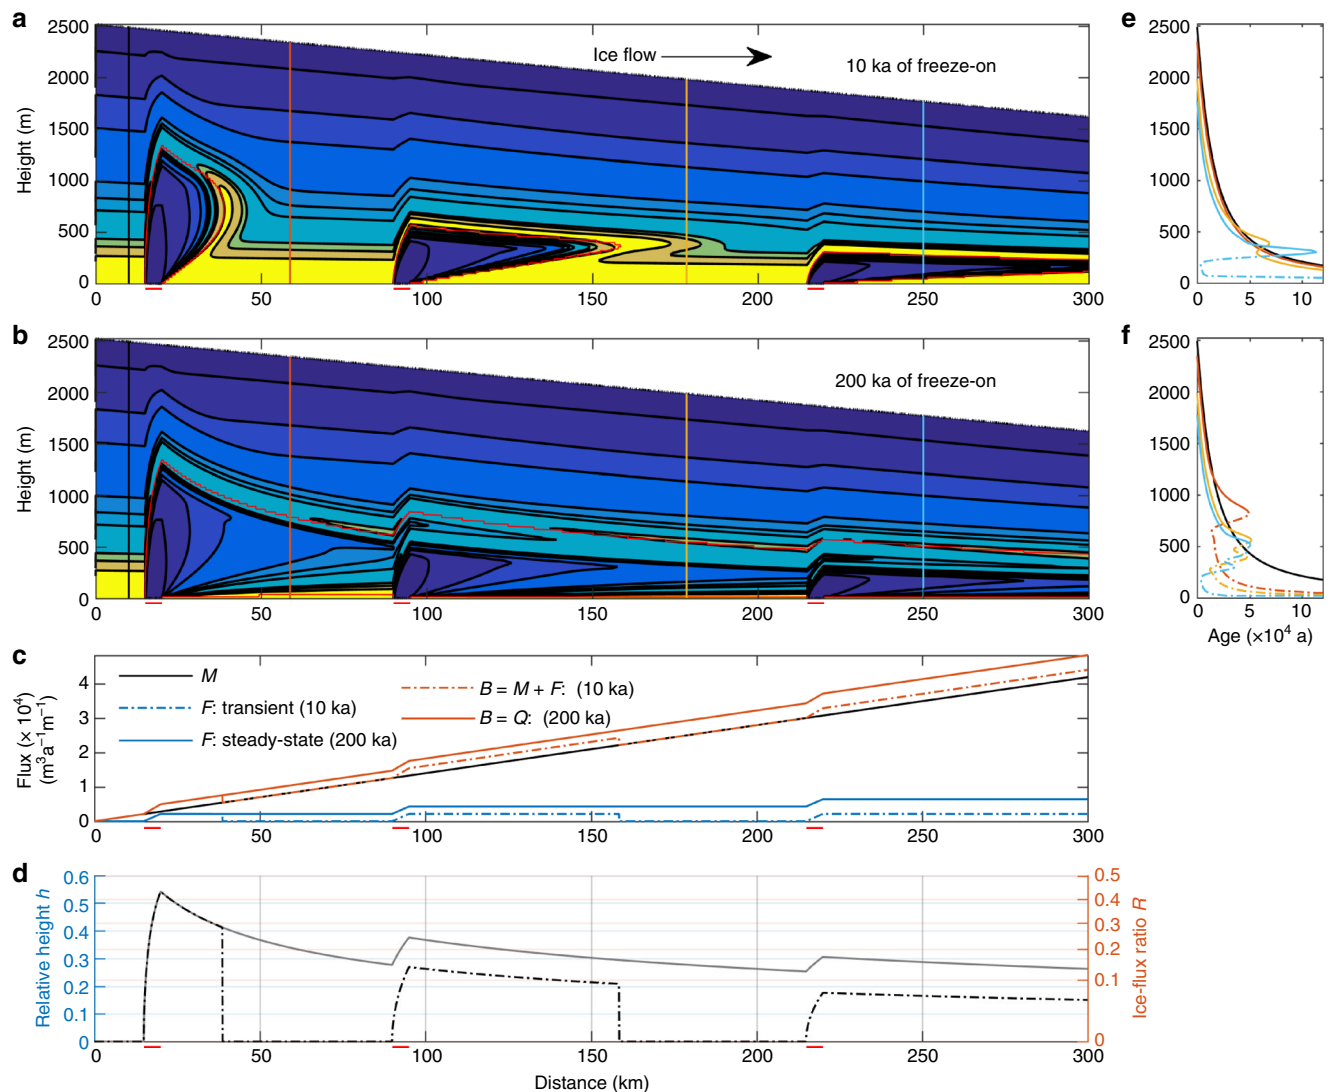 a
2500
2000
1500
1000
500
0
Height (m)
Ice flow
10 ka of freeze-on
0 50 100 150 200 250 300
e
2500
2000
1500
1000
500
0
0 5 10
b
2500
2000
1500
1000
500
0
Height (m)
200 ka of freeze-on
0 50 100 150 200 250 300
f
2500
2000
1500
1000
500
0
0 5 10
Age (×10⁴ a)
c
4
3
2
1
0
Flux (× 10⁴)
(m³a⁻¹m⁻¹)
M
F: transient (10 ka)
F: steady-state (200 ka)
B = M + F: (10 ka)
B = Q: (200 ka)
0 50 100 150 200 250 300
d
0.6
0.5
0.4
0.3
0.2
0.1
0
Relative height h
0.5
0.4
0.3
0.2
0.1
0
Ice-flux ratio R
0 50 100 150 200 250 300
Distance (km)